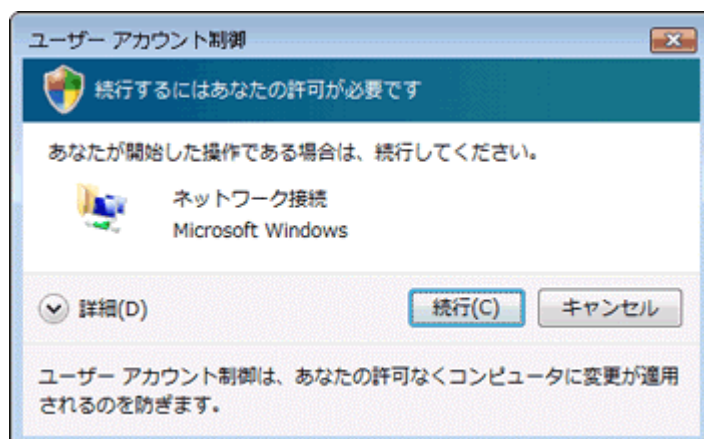 ユーザー アカウント制御
続行するにはあなたの許可が必要です
あなたが開始した操作である場合は、続行してください。
ネットワーク接続
Microsoft Windows
詳細(D)
続行(C)
キャンセル
ユーザー アカウント制御は、あなたの許可なくコンピュータに変更が適用
されるのを防ぎます。